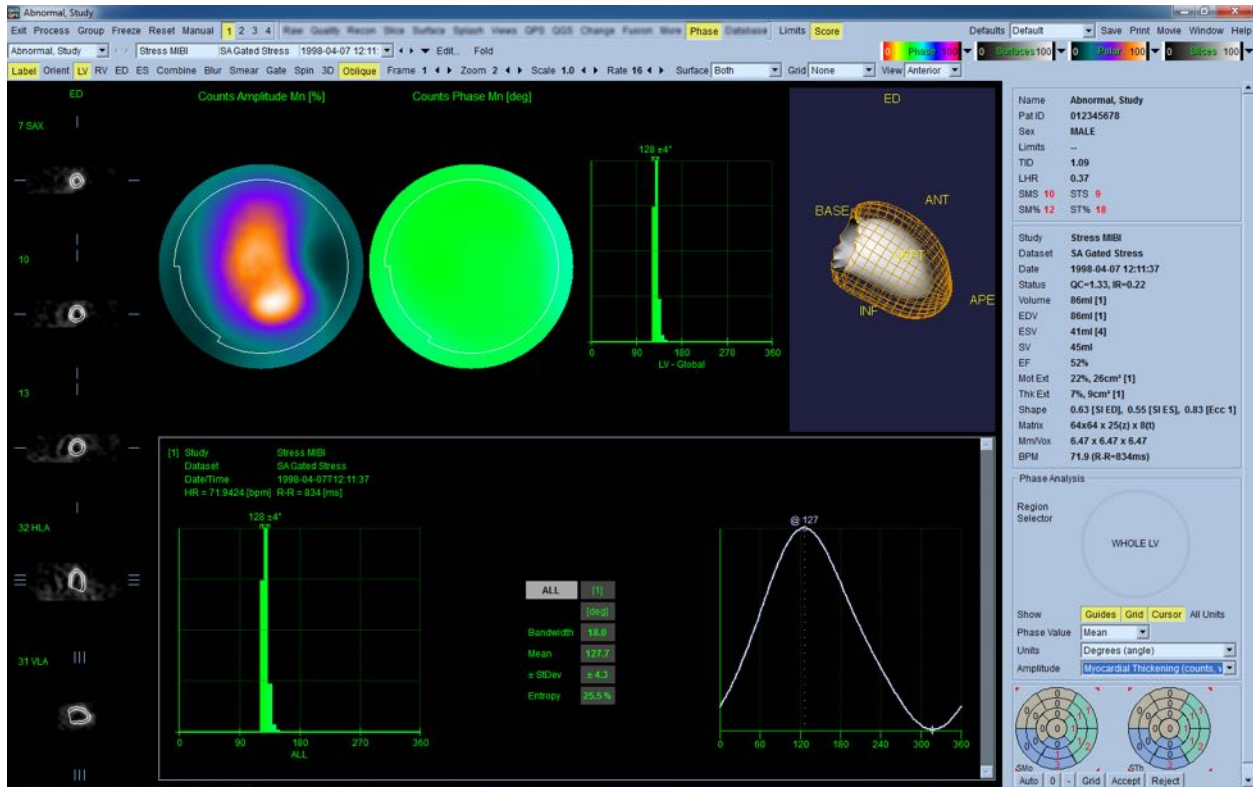 Abnormal, Study
Exit Process Group Freeze Reset Manual 1 2 3 4 Raw Quality Recon Slice Surface Splash Views QPS QGS Change Fusion More Phase Database Limits Score Defaults Default Save Print Movie Window Help
Abnormal, Study Stress MIBI SA Gated Stress 1998-04-07 12:11: Edit... Fold 0 Phase 100 0 Surfaces 100 0 Polar 100 0 Slices 100
Label Orient LV RV ED ES Combine Blur Smear Gate Spin 3D Oblique Frame 1 Zoom 2 Scale 1.0 Rate 16 Surface Both Grid None View Anterior
ED
7 SAX
10
13
32 HLA
31 VLA
Counts Amplitude Mn [%]
Counts Phase Mn [deg]
128 ±4°
0 90 180 270 360
LV - Global
ED
BASE
ANT
INF
APE
[1] Study Stress MIBI
Dataset SA Gated Stress
Date/Time 1998-04-07T12:11:37
HR = 71.9424 [bpm] R-R = 834 [ms]
128 ±4°
0 90 180 270 360
ALL
ALL [1]
[deg]
Bandwidth 18.0
Mean 127.7
± StDev ± 4.3
Entropy 25.5 %
@ 127
0 60 120 180 240 300 360
Name Abnormal, Study
Pat ID 012345678
Sex MALE
Limits --
TID 1.09
LHR 0.37
SMS 10 STS 9
SM% 12 ST% 18
Study Stress MIBI
Dataset SA Gated Stress
Date 1998-04-07 12:11:37
Status QC=1.33, IR=0.22
Volume 86ml [1]
EDV 86ml [1]
ESV 41ml [4]
SV 45ml
EF 52%
Mot Ext 22%, 26cm² [1]
Thk Ext 7%, 9cm² [1]
Shape 0.63 [SI ED], 0.55 [SI ES], 0.83 [Ecc 1]
Matrix 64x64 x 25(z) x 8(t)
Mm/Vox 6.47 x 6.47 x 6.47
BPM 71.9 (R-R=834ms)
Phase Analysis
Region
Selector
WHOLE LV
Show Guides Grid Cursor All Units
Phase Value Mean
Units Degrees (angle)
Amplitude Myocardial Thickening (counts,
SMo STh
Auto 0 - Grid Accept Reject